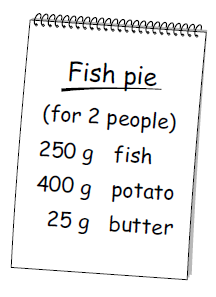 Fish pie
(for 2 people)
250 g fish
400 g potato
25 g butter